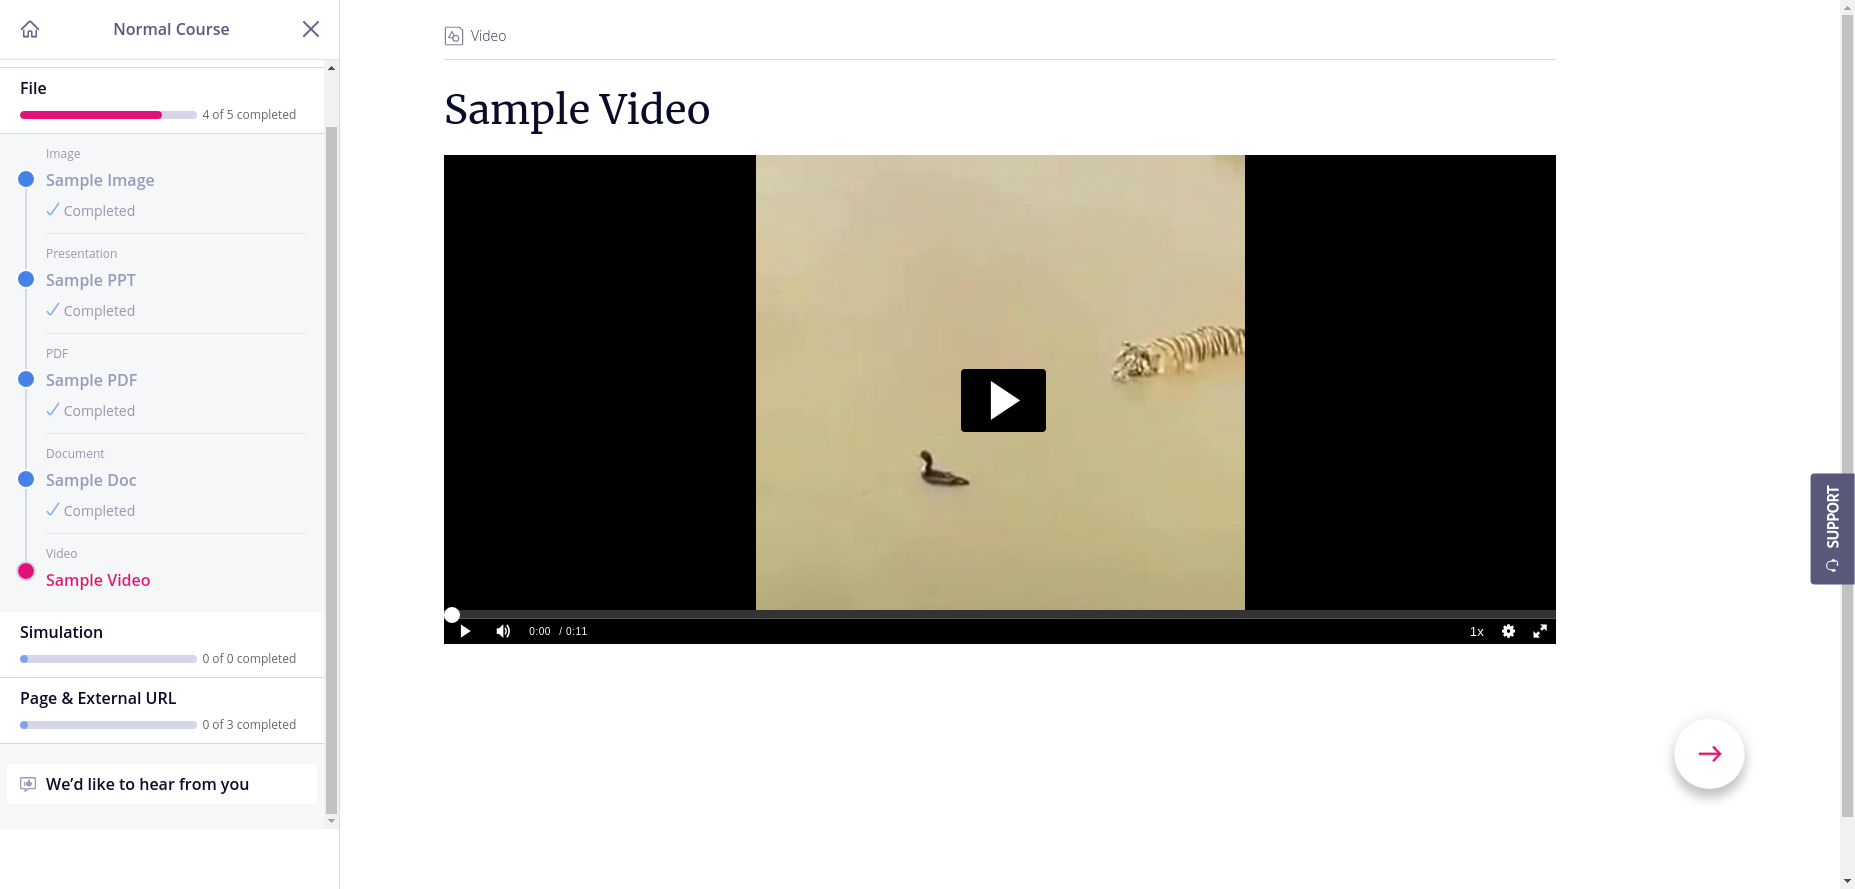 Normal Course
File
4 of 5 completed
Image
Sample Image
Completed
Presentation
Sample PPT
Completed
PDF
Sample PDF
Completed
Document
Sample Doc
Completed
Video
Sample Video
Simulation
0 of 0 completed
Page & External URL
0 of 3 completed
We’d like to hear from you
Video
Sample Video
0:00 / 0:11
1x
SUPPORT